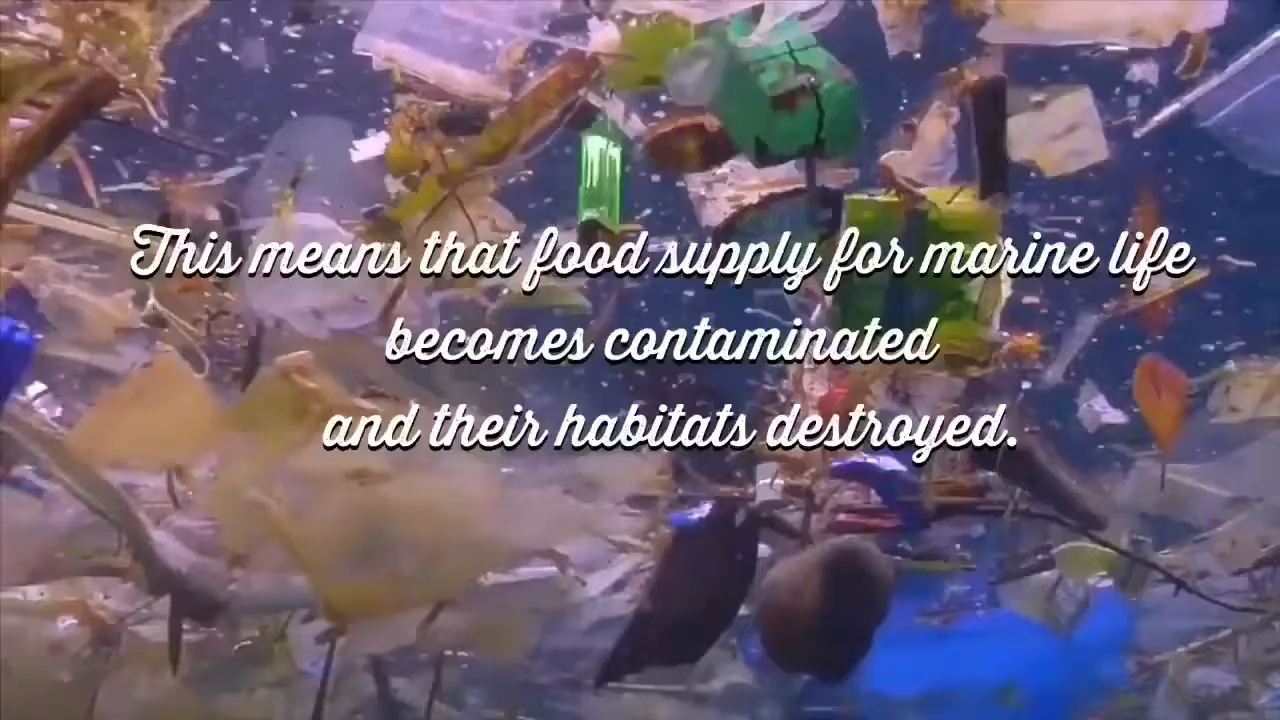 This means that food supply for marine life
becomes contaminated
and their habitats destroyed.